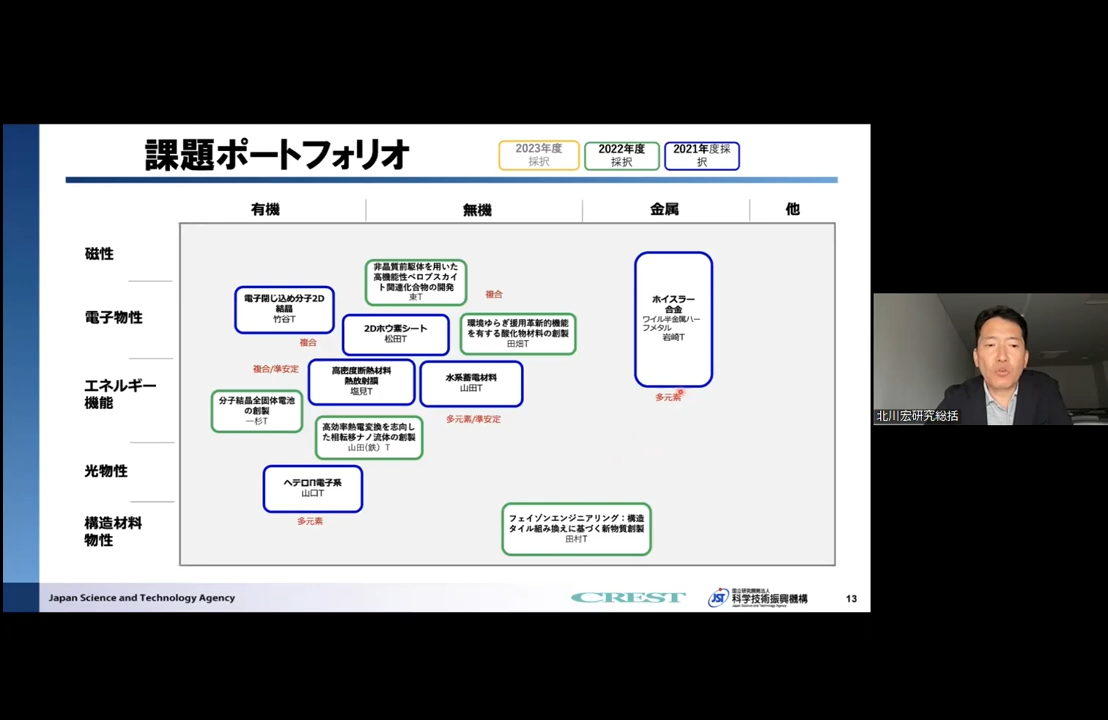 課題ポートフォリオ
2023年度
採択
2022年度
採択
2021年度採
択
有機
無機
金属
他
磁性
電子物性
エネルギー
機能
光物性
構造材料
物性
非晶質前駆体を用いた
高機能性ペロブスカイ
ト関連化合物の開発
東T
複合
電子閉じ込め分子2D
結晶
竹谷T
複合
2Dホウ素シート
松田T
環境ゆらぎ援用革新的機能
を有する酸化物材料の創製
田畑T
ホイスラー
合金
ワイル半金属/ハー
フメタル
岩﨑T
多元素
複合/準安定
高密度断熱材料
熱放射膜
塩見T
水系蓄電材料
山田T
多元素/準安定
分子結晶全固体電池
の創製
一杉T
高効率熱電変換を志向し
た相転移ナノ流体の創製
山田(鉄) T
ヘテロΠ電子系
山口T
多元素
フェイゾンエンジニアリング：構造
タイル組み換えに基づく新物質創製
田村T
Japan Science and Technology Agency
CREST
JST
国立研究開発法人
科学技術振興機構
Japan Science and Technology Agency
13
北川宏研究総括